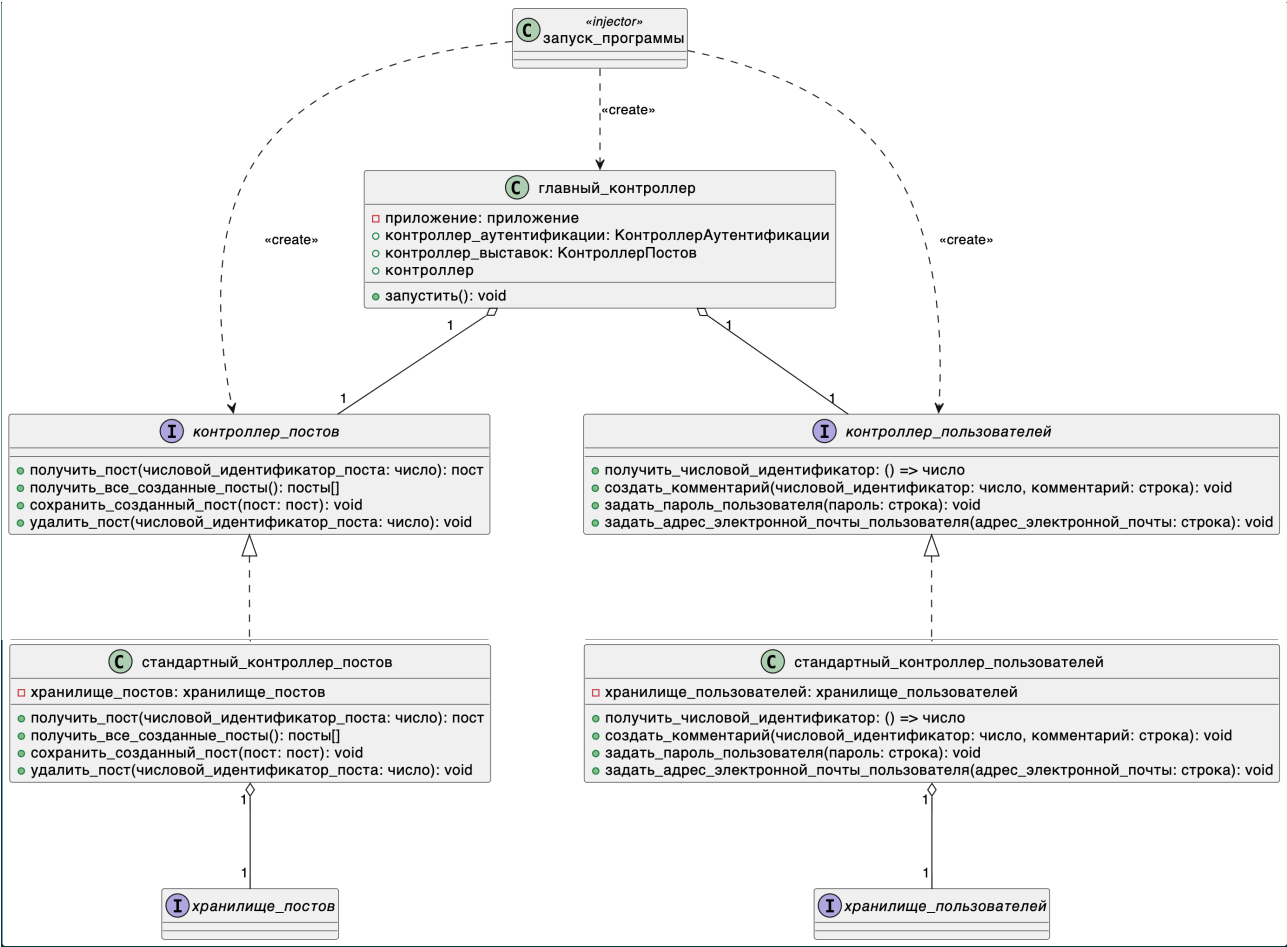 «injector»
C запуск_программы
«create»
«create»
«create»
C главный_контроллер
приложение: приложение
контроллер_аутентификации: КонтроллерАутентификации
контроллер_выставок: КонтроллерПостов
контроллер
запустить(): void
1
1
1
1
I контроллер_постов
получить_пост(числовой_идентификатор_поста: число): пост
получить_все_созданные_посты(): посты[]
сохранить_созданный_пост(пост: пост): void
удалить_пост(числовой_идентификатор_поста: число): void
I контроллер_пользователей
получить_числовой_идентификатор: () => число
создать_комментарий(числовой_идентификатор: число, комментарий: строка): void
задать_пароль_пользователя(пароль: строка): void
задать_адрес_электронной_почты_пользователя(адрес_электронной_почты: строка): void
C стандартный_контроллер_постов
хранилище_постов: хранилище_постов
получить_пост(числовой_идентификатор_поста: число): пост
получить_все_созданные_посты(): посты[]
сохранить_созданный_пост(пост: пост): void
удалить_пост(числовой_идентификатор_поста: число): void
C стандартный_контроллер_пользователей
хранилище_пользователей: хранилище_пользователей
получить_числовой_идентификатор: () => число
создать_комментарий(числовой_идентификатор: число, комментарий: строка): void
задать_пароль_пользователя(пароль: строка): void
задать_адрес_электронной_почты_пользователя(адрес_электронной_почты: строка): void
1
1
1
1
I хранилище_постов
I хранилище_пользователей